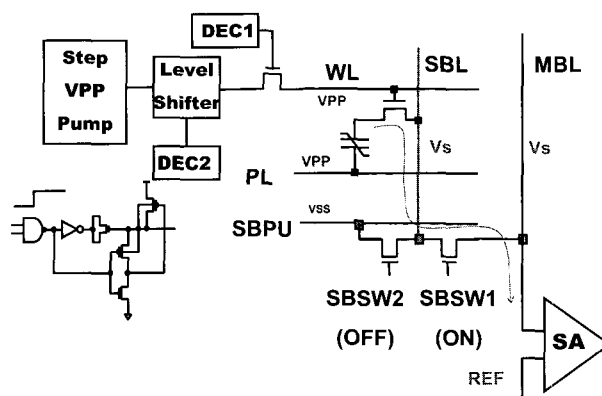 DEC1
Step
VPP
Pump
Level
Shifter
WL
SBL
MBL
VPP
DEC2
Vs
Vs
PL
VPP
SBPU
VSS
SBSW2
SBSW1
(OFF)
(ON)
SA
REF